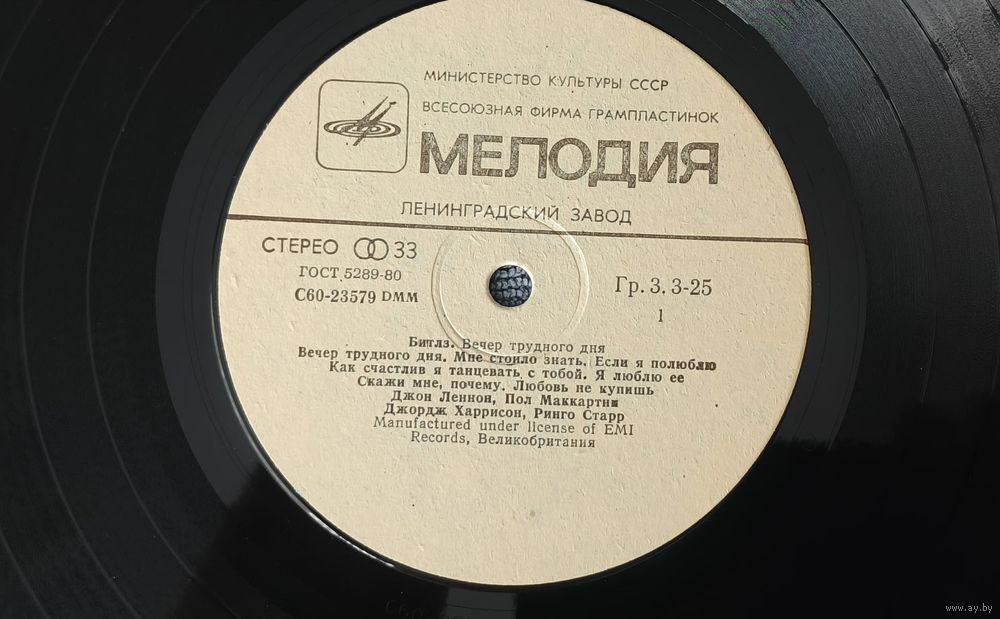 МИНИСТЕРСТВО КУЛЬТУРЫ СССР
ВСЕСОЮЗНАЯ ФИРМА ГРАМПЛАСТИНОК
МЕЛОДИЯ
ЛЕНИНГРАДСКИЙ ЗАВОД
СТЕРЕО 33
ГОСТ 5289-80
С60-23579 DMM
Гр. 3. 3-25
1
Битлз. Вечер трудного дня
Вечер трудного дня. Мне стоило знать. Если я полюблю
Как счастлив я танцевать с тобой. Я люблю ее
Скажи мне, почему. Любовь не купишь
Джон Леннон, Пол Маккартни
Джордж Харрисон, Ринго Старр
Manufactured under license of EMI
Records, Великобритания
www.ay.by